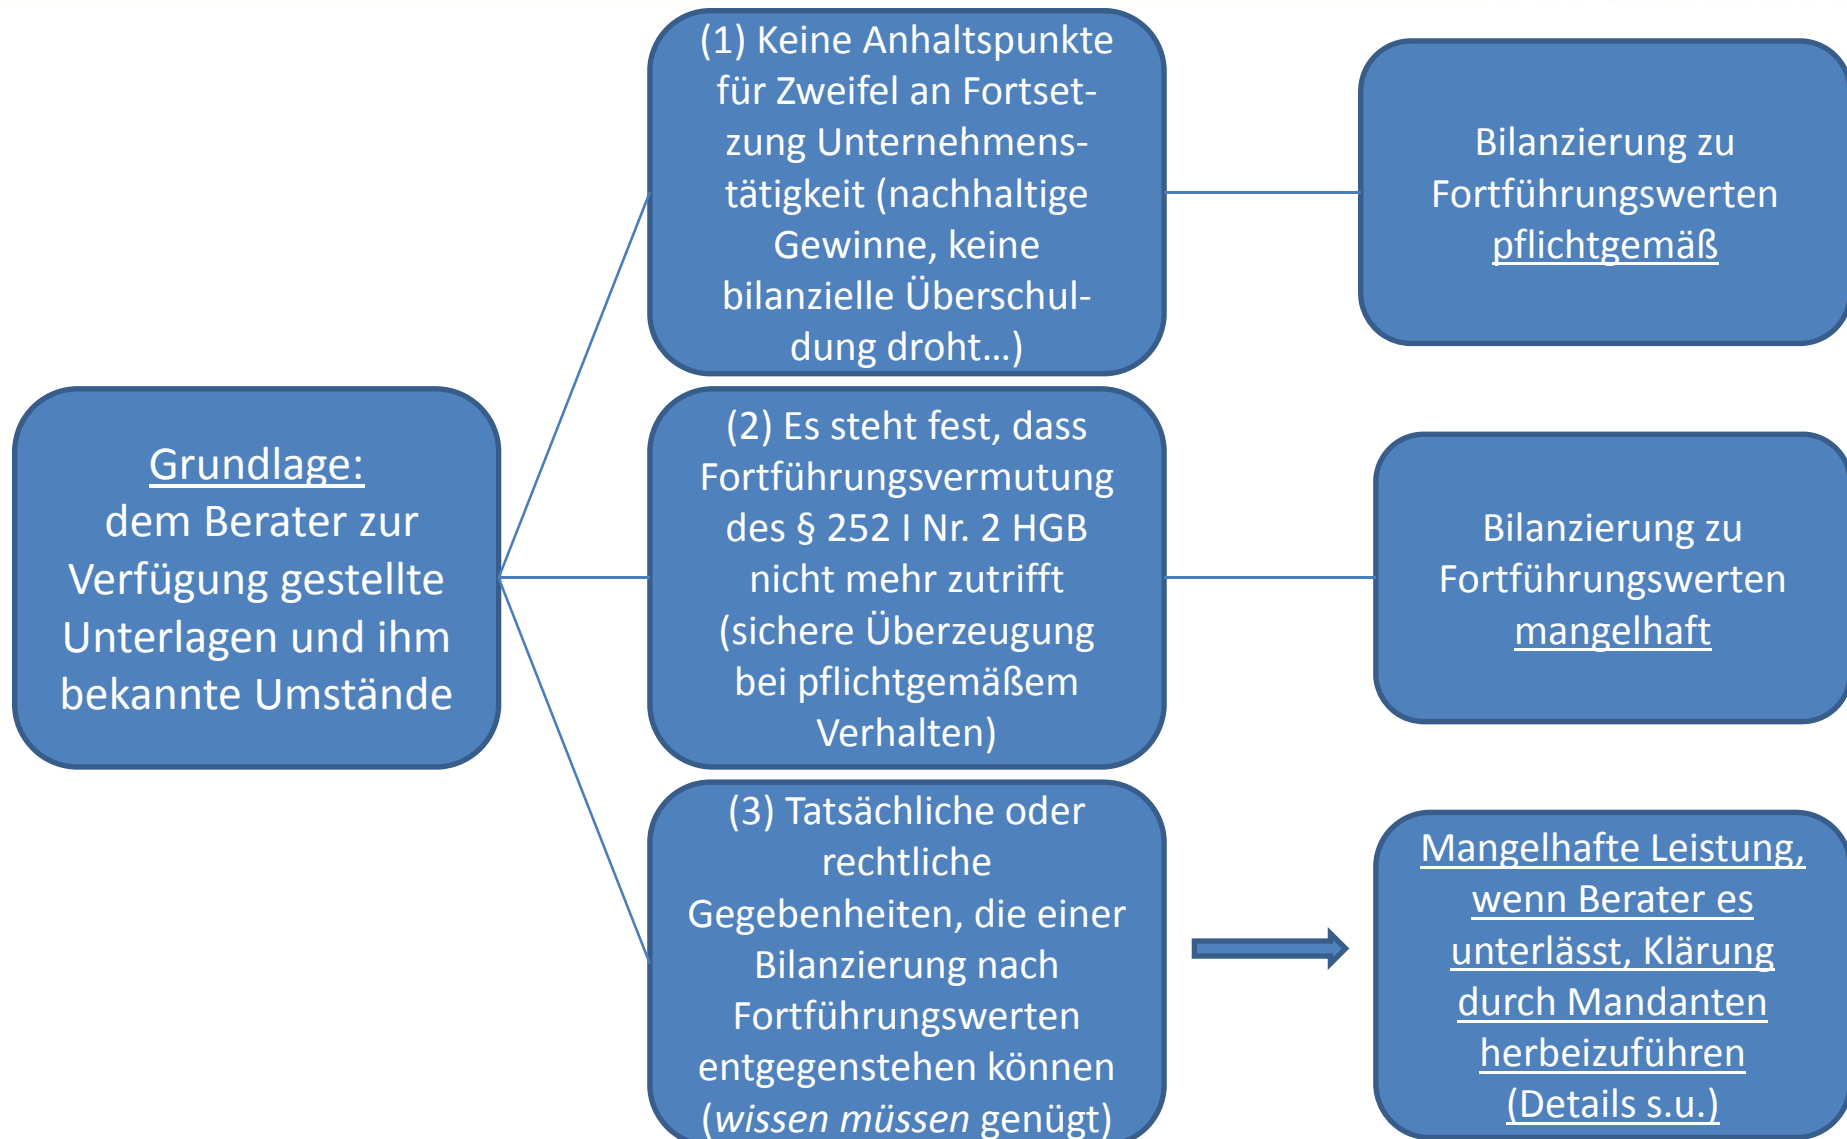 Grundlage:
dem Berater zur
Verfügung gestellte
Unterlagen und ihm
bekannte Umstände
(1) Keine Anhaltspunkte
für Zweifel an Fortset-
zung Unternehmens-
tätigkeit (nachhaltige
Gewinne, keine
bilanzielle Überschul-
dung droht…)
Bilanzierung zu
Fortführungswerten
pflichtgemäß
(2) Es steht fest, dass
Fortführungsvermutung
des § 252 I Nr. 2 HGB
nicht mehr zutrifft
(sichere Überzeugung
bei pflichtgemäßem
Verhalten)
Bilanzierung zu
Fortführungswerten
mangelhaft
(3) Tatsächliche oder
rechtliche
Gegebenheiten, die einer
Bilanzierung nach
Fortführungswerten
entgegenstehen können
(wissen müssen genügt)
Mangelhafte Leistung,
wenn Berater es
unterlässt, Klärung
durch Mandanten
herbeizuführen
(Details s.u.)